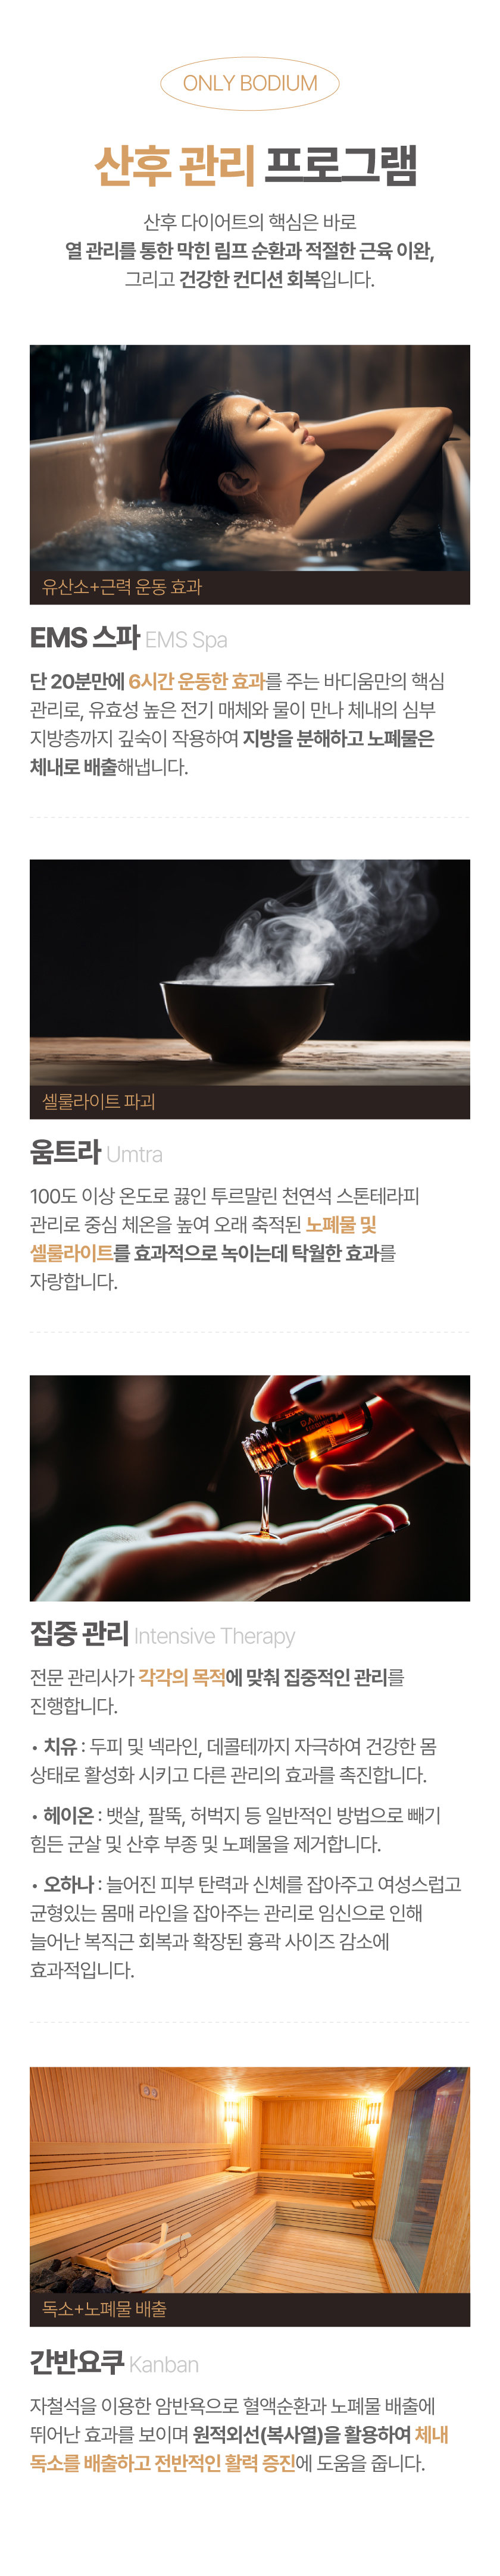 ONLY BODIUM
산후 관리 프로그램
산후 다이어트의 핵심은 바로
열 관리를 통한 막힌 림프 순환과 적절한 근육 이완,
그리고 건강한 컨디션 회복입니다.
유산소+근력 운동 효과
EMS 스파 EMS Spa
단 20분만에 6시간 운동한 효과를 주는 바디움만의 핵심
관리로, 유효성 높은 전기 매체와 물이 만나 체내의 심부
지방층까지 깊숙이 작용하여 지방을 분해하고 노폐물은
체내로 배출해냅니다.
셀룰라이트 파괴
움트라 Umtra
100도 이상 온도로 끓인 투르말린 천연석 스톤테라피
관리로 중심 체온을 높여 오래 축적된 노폐물 및
셀룰라이트를 효과적으로 녹이는데 탁월한 효과를
자랑합니다.
집중 관리 Intensive Therapy
전문 관리사가 각각의 목적에 맞춰 집중적인 관리를
진행합니다.
• 치유 : 두피 및 넥라인, 데콜테까지 자극하여 건강한 몸
상태로 활성화 시키고 다른 관리의 효과를 촉진합니다.
• 헤이온 : 뱃살, 팔뚝, 허벅지 등 일반적인 방법으로 빼기
힘든 군살 및 산후 부종 및 노폐물을 제거합니다.
• 오하나 : 늘어진 피부 탄력과 신체를 잡아주고 여성스럽고
균형있는 몸매 라인을 잡아주는 관리로 임신으로 인해
늘어난 복직근 회복과 확장된 흉곽 사이즈 감소에
효과적입니다.
독소+노폐물 배출
간반요쿠 Kanban
자철석을 이용한 암반욕으로 혈액순환과 노폐물 배출에
뛰어난 효과를 보이며 원적외선(복사열)을 활용하여 체내
독소를 배출하고 전반적인 활력 증진에 도움을 줍니다.